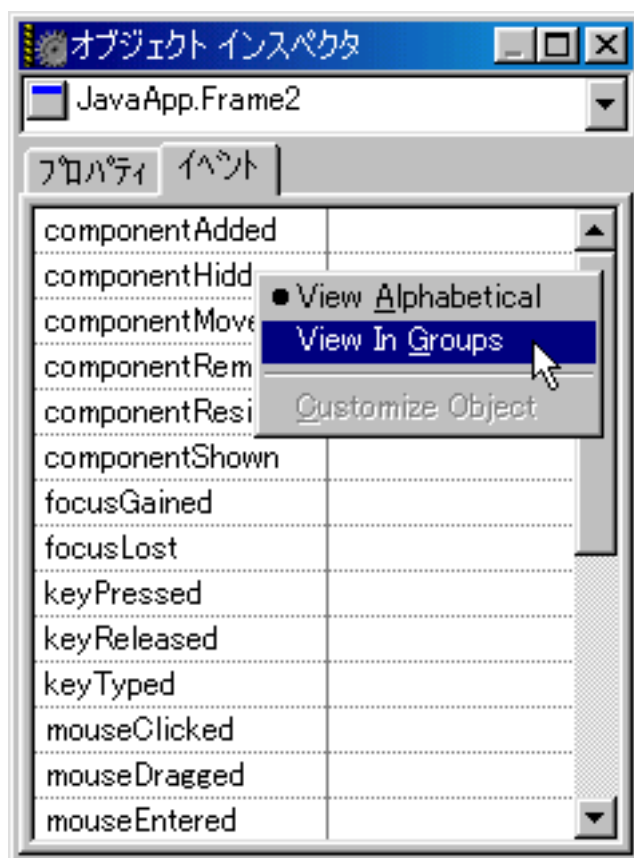 オブジェクト インスペクタ
JavaApp.Frame2
プロパティ イベント
componentAdded
componentHidd
View Alphabetical
componentMove
View In Groups
componentRem
componentResi
Customize Object
componentShown
focusGained
focusLost
keyPressed
keyReleased
keyTyped
mouseClicked
mouseDragged
mouseEntered